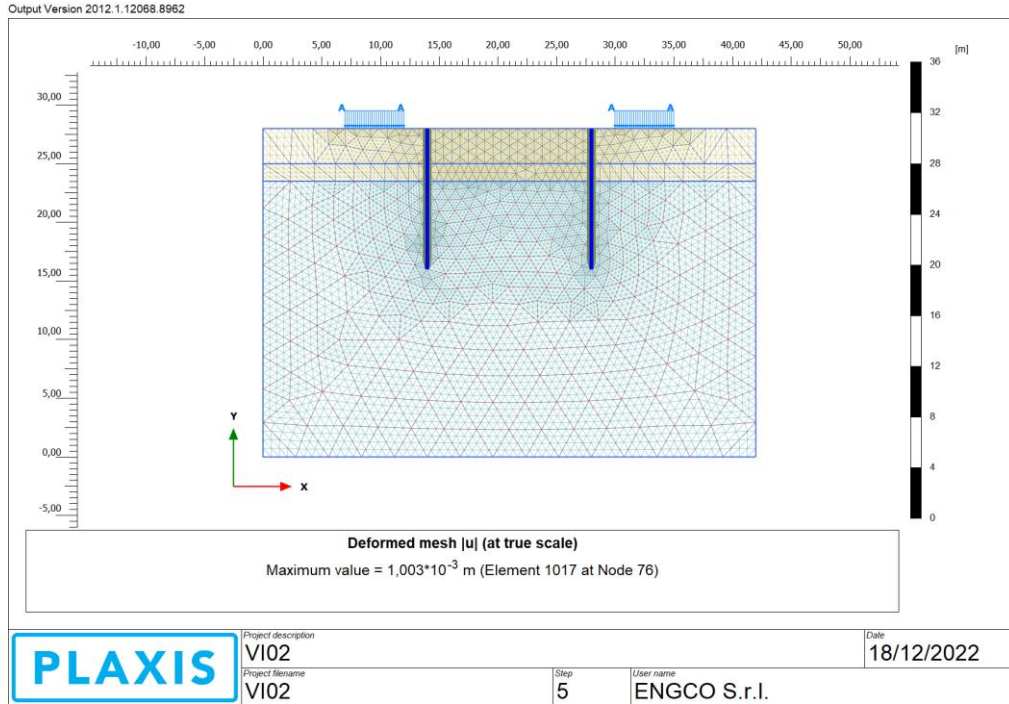 Output Version 2012.1.12068.8962
-10,00 -5,00 0,00 5,00 10,00 15,00 20,00 25,00 30,00 35,00 40,00 45,00 50,00 [m]
36
32
28
24
20
16
12
8
4
0
30,00
25,00
20,00
15,00
10,00
5,00
0,00
-5,00
A A A A
Y
X
Deformed mesh |u| (at true scale)
Maximum value = 1,003*10-3 m (Element 1017 at Node 76)
PLAXIS
Project description
VI02
Date
18/12/2022
Project filename
VI02
Step
5
User name
ENGCO S.r.l.